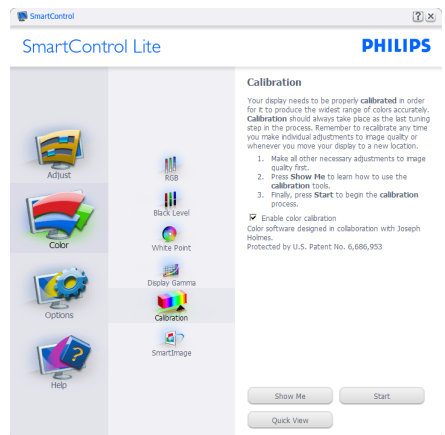 SmartControl
SmartControl Lite
PHILIPS
Adjust
Color
Options
Help
RGB
Black Level
White Point
Display Gamma
Calibration
SmartImage
Calibration
Your display needs to be properly calibrated in order
for it to produce the widest range of colors accurately.
Calibration should always take place as the last tuning
step in the process. Remember to recalibrate any time
you make individual adjustments to image quality or
whenever you move your display to a new location.
1. Make all other necessary adjustments to image
quality first.
2. Press Show Me to learn how to use the
calibration tools.
3. Finally, press Start to begin the calibration
process.
Enable color calibration
Color software designed in collaboration with Joseph
Holmes.
Protected by U.S. Patent No. 6,686,953
Show Me
Start
Quick View